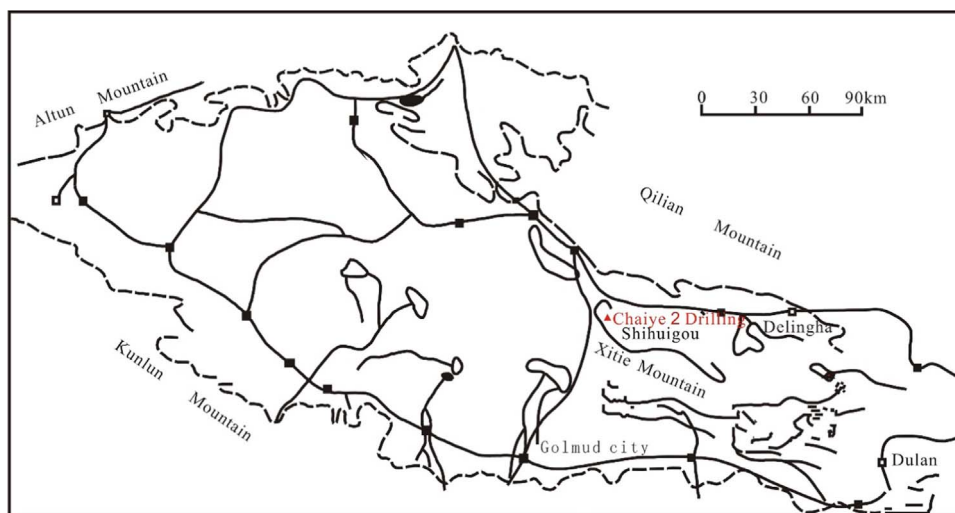 Altun Mountain
0 30 60 90km
Qilian
Mountain
Chaiye 2 Drilling
Delingha
Shihuigou
Xitie Mountain
Kunlun
Mountain
Golmud city
Dulan